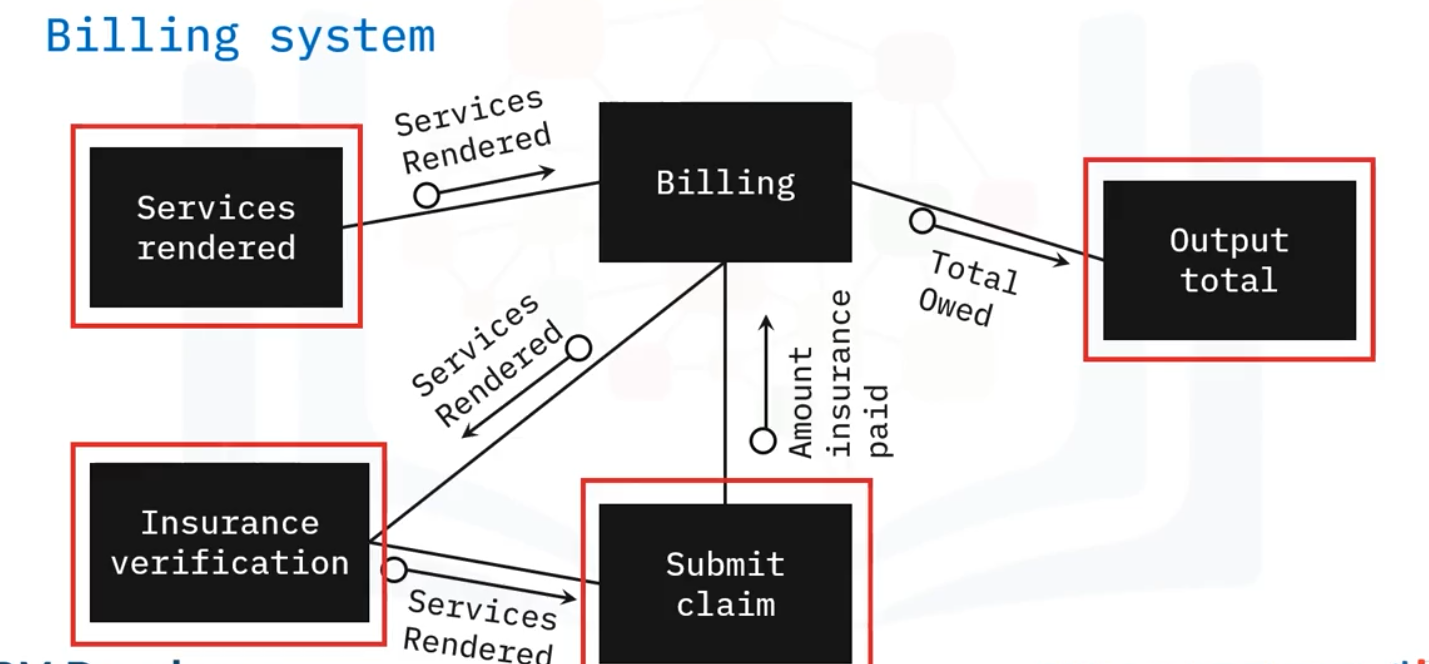 Billing system
Services
Rendered
Billing
Services
rendered
Output
total
Total
Owed
Services
Rendered
Amount
insurance
paid
Insurance
verification
Submit
claim
Services
Rendered